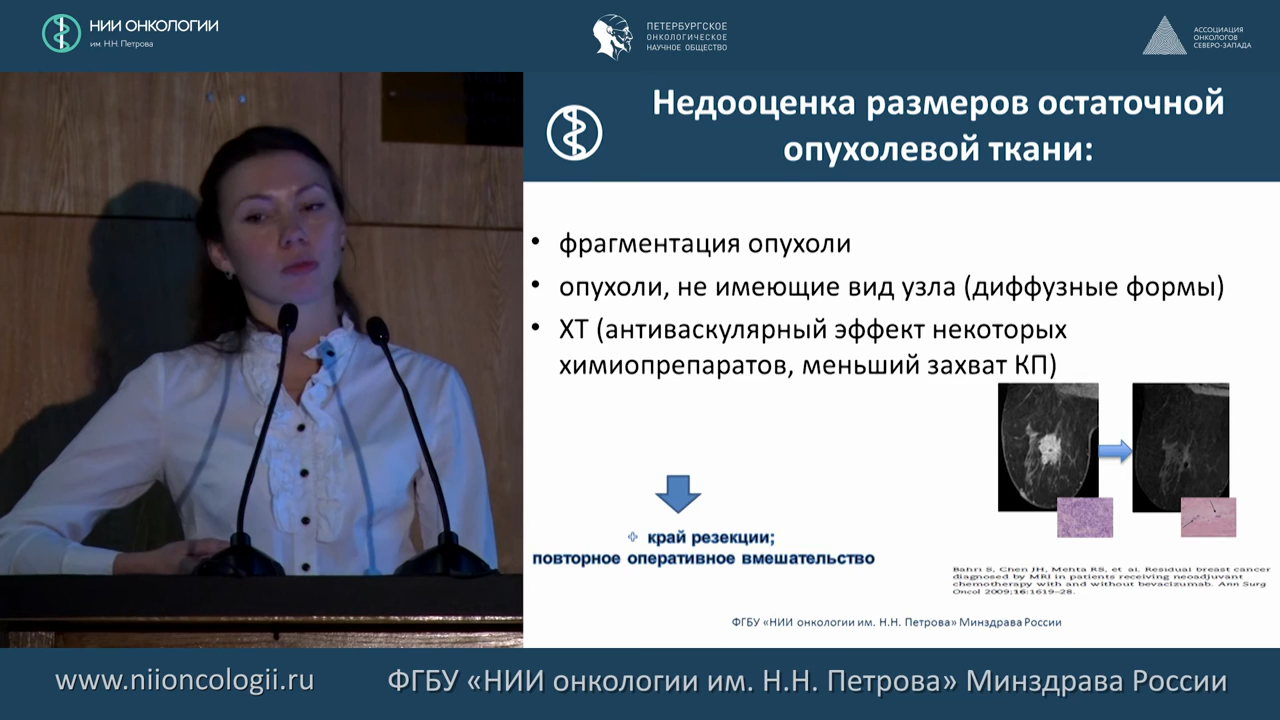 НИИ ОНКОЛОГИИ
им. Н.Н. Петрова
ПЕТЕРБУРГСКОЕ
ОНКОЛОГИЧЕСКОЕ
НАУЧНОЕ ОБЩЕСТВО
АССОЦИАЦИЯ
ОНКОЛОГОВ
СЕВЕРО-ЗАПАДА
Недооценка размеров остаточной
опухолевой ткани:
• фрагментация опухоли
• опухоли, не имеющие вид узла (диффузные формы)
• ХТ (антиваскулярный эффект некоторых
химиопрепаратов, меньший захват КП)
+ край резекции;
повторное оперативное вмешательство
Bahri S, Chen JH, Mehta RS, et al. Residual breast cancer
diagnosed by MRI in patients receiving neoadjuvant
chemotherapy with and without bevacizumab. Ann Surg
Oncol 2009;16:1619–28.
ФГБУ «НИИ онкологии им. Н.Н. Петрова» Минздрава России
www.niioncologii.ru
ФГБУ «НИИ онкологии им. Н.Н. Петрова» Минздрава России